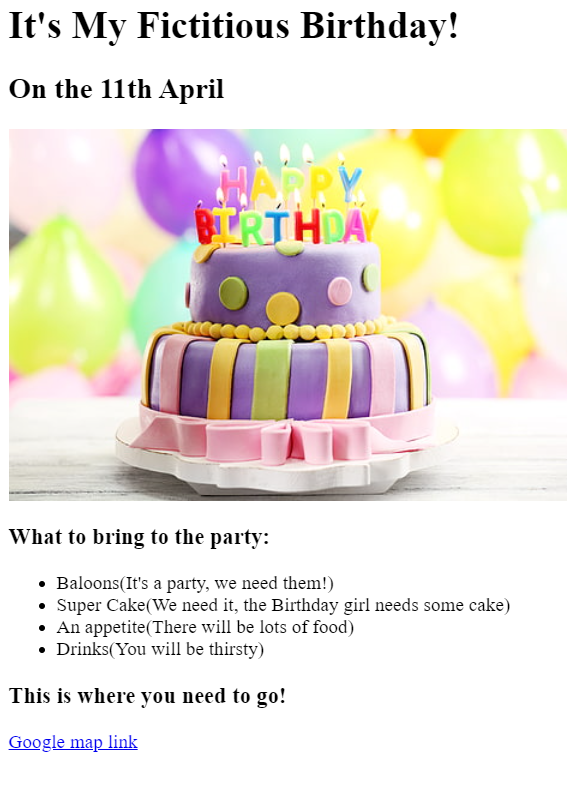 It's My Fictitious Birthday!
On the 11th April
HAPPY
BIRTHDAY
What to bring to the party:
Baloons(It's a party, we need them!)
Super Cake(We need it, the Birthday girl needs some cake)
An appetite(There will be lots of food)
Drinks(You will be thirsty)
This is where you need to go!
Google map link